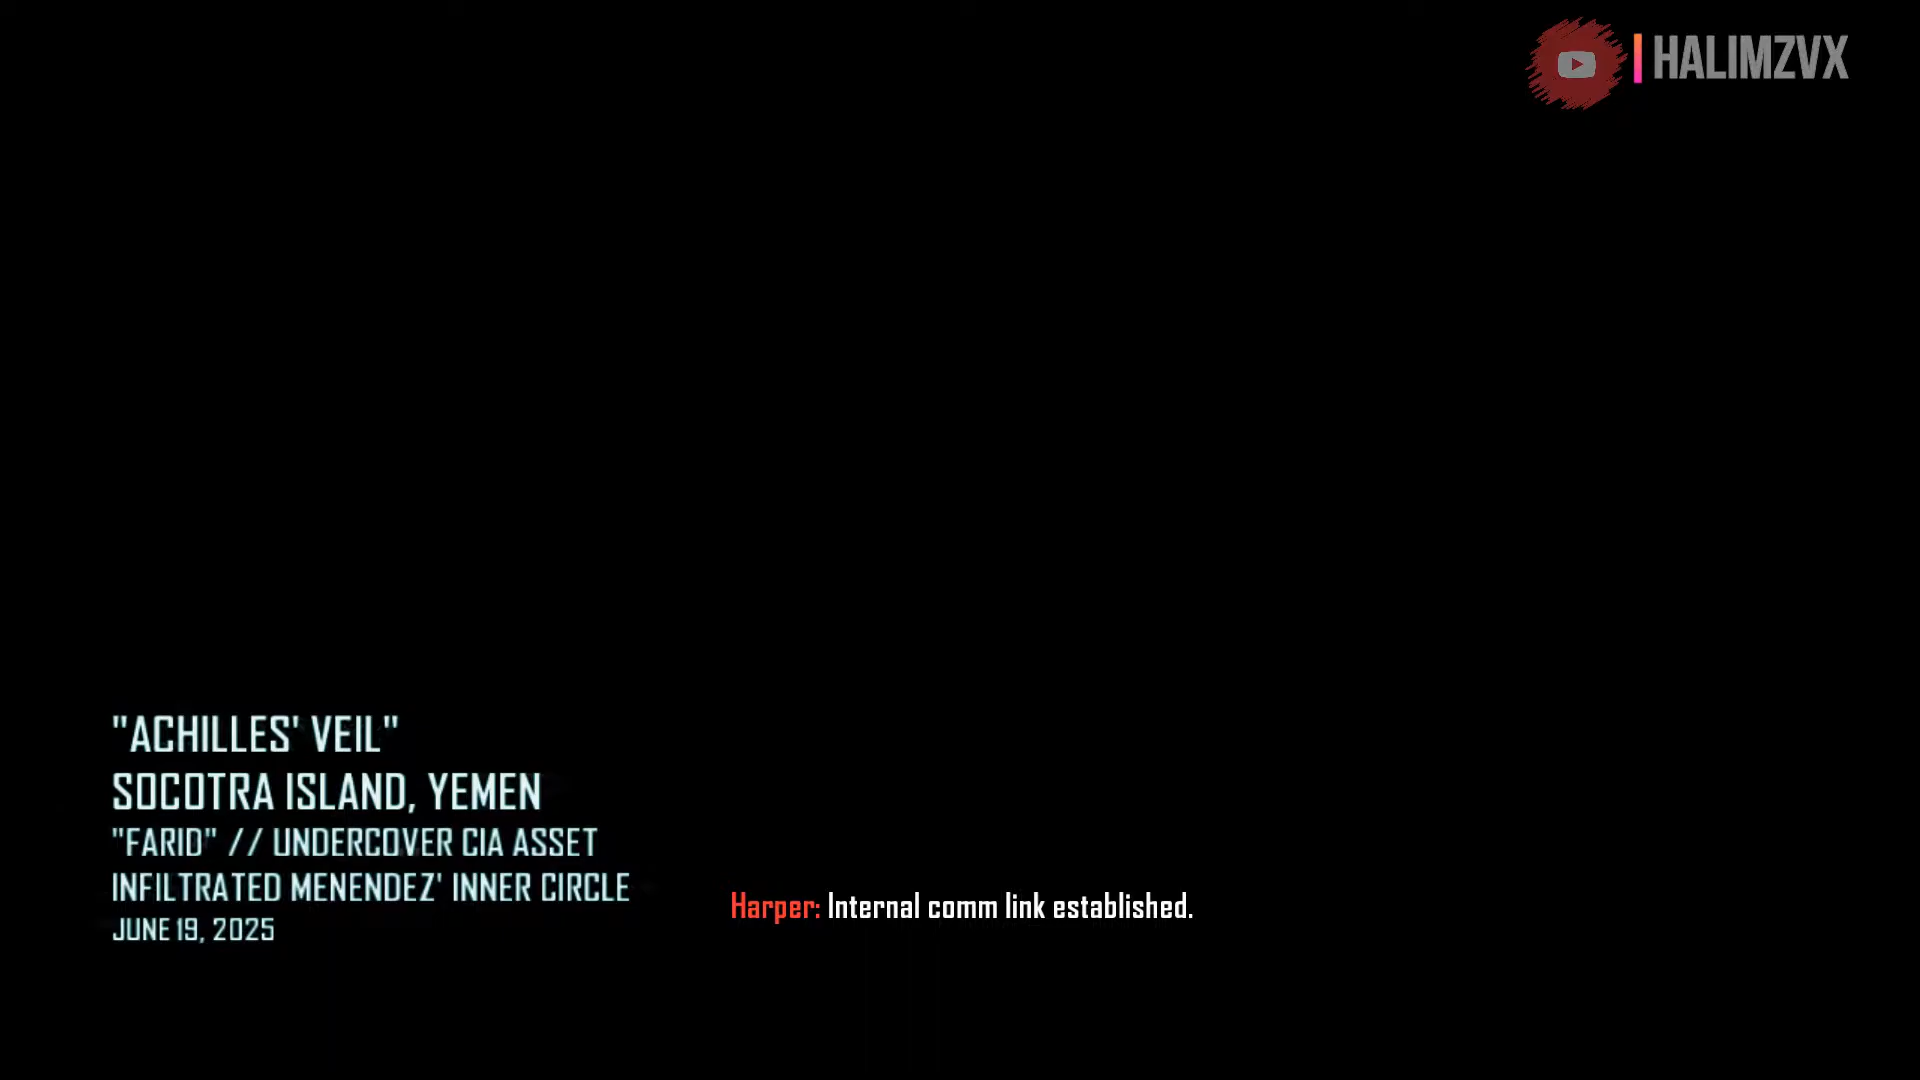 HALIMZVX
"ACHILLES' VEIL"
SOCOTRA ISLAND, YEMEN
"FARID" // UNDERCOVER CIA ASSET
INFILTRATED MENENDEZ' INNER CIRCLE
JUNE 19, 2025
Harper: Internal comm link established.